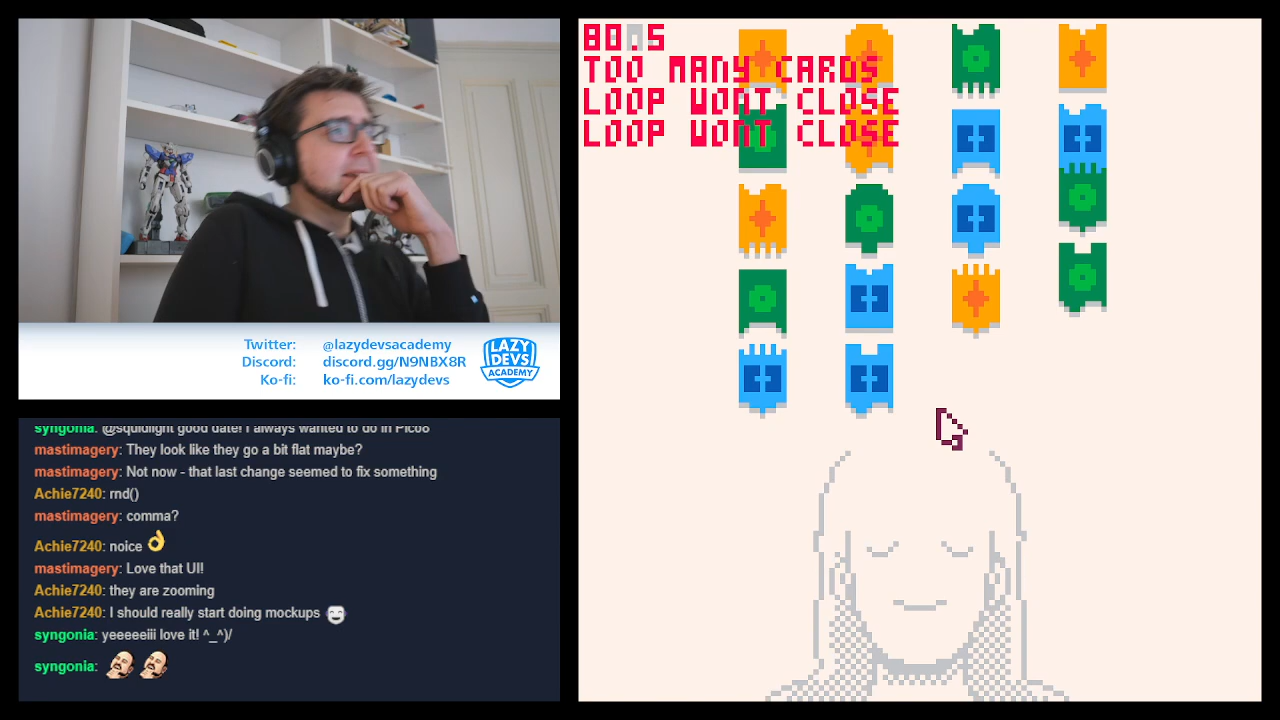 80.5
TOO MANY CARDS
LOOP WONT CLOSE
LOOP WONT CLOSE
Twitter: @lazydevsacademy
Discord: discord.gg/N9NBX8R
Ko-fi: ko-fi.com/lazydevs
LAZY
DEVS
ACADEMY
syngonia: @squidlight good date! I always wanted to do in Pico8
mastimagery: They look like they go a bit flat maybe?
mastimagery: Not now - that last change seemed to fix something
Achie7240: rnd()
mastimagery: comma?
Achie7240: noice 👌
mastimagery: Love that UI!
Achie7240: they are zooming
Achie7240: I should really start doing mockups
syngonia: yeeeeeiii love it! ^_^)/
syngonia: